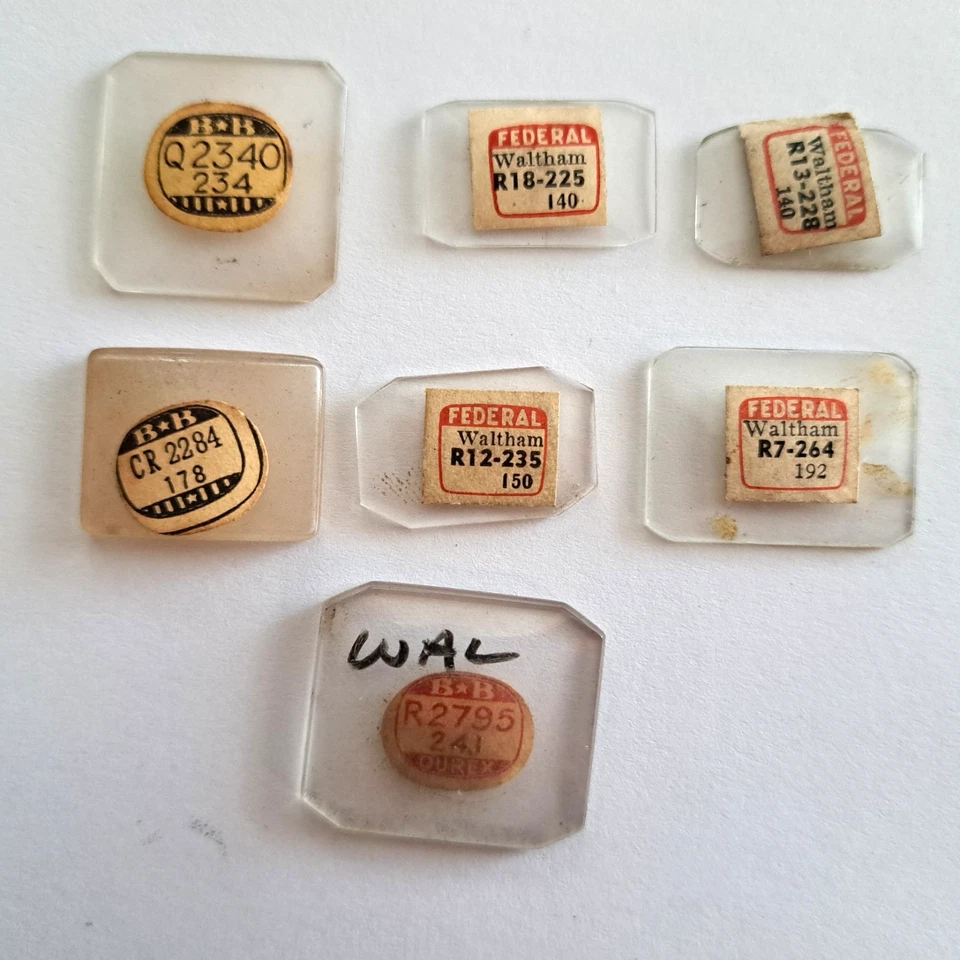 B★B
Q2340
234
FEDERAL
Waltham
R18-225
140
FEDERAL
Waltham
R13-228
140
B★B
CR 2284
178
FEDERAL
Waltham
R12-235
150
FEDERAL
Waltham
R7-264
192
WAL
B★B
R2795
241
DUREX